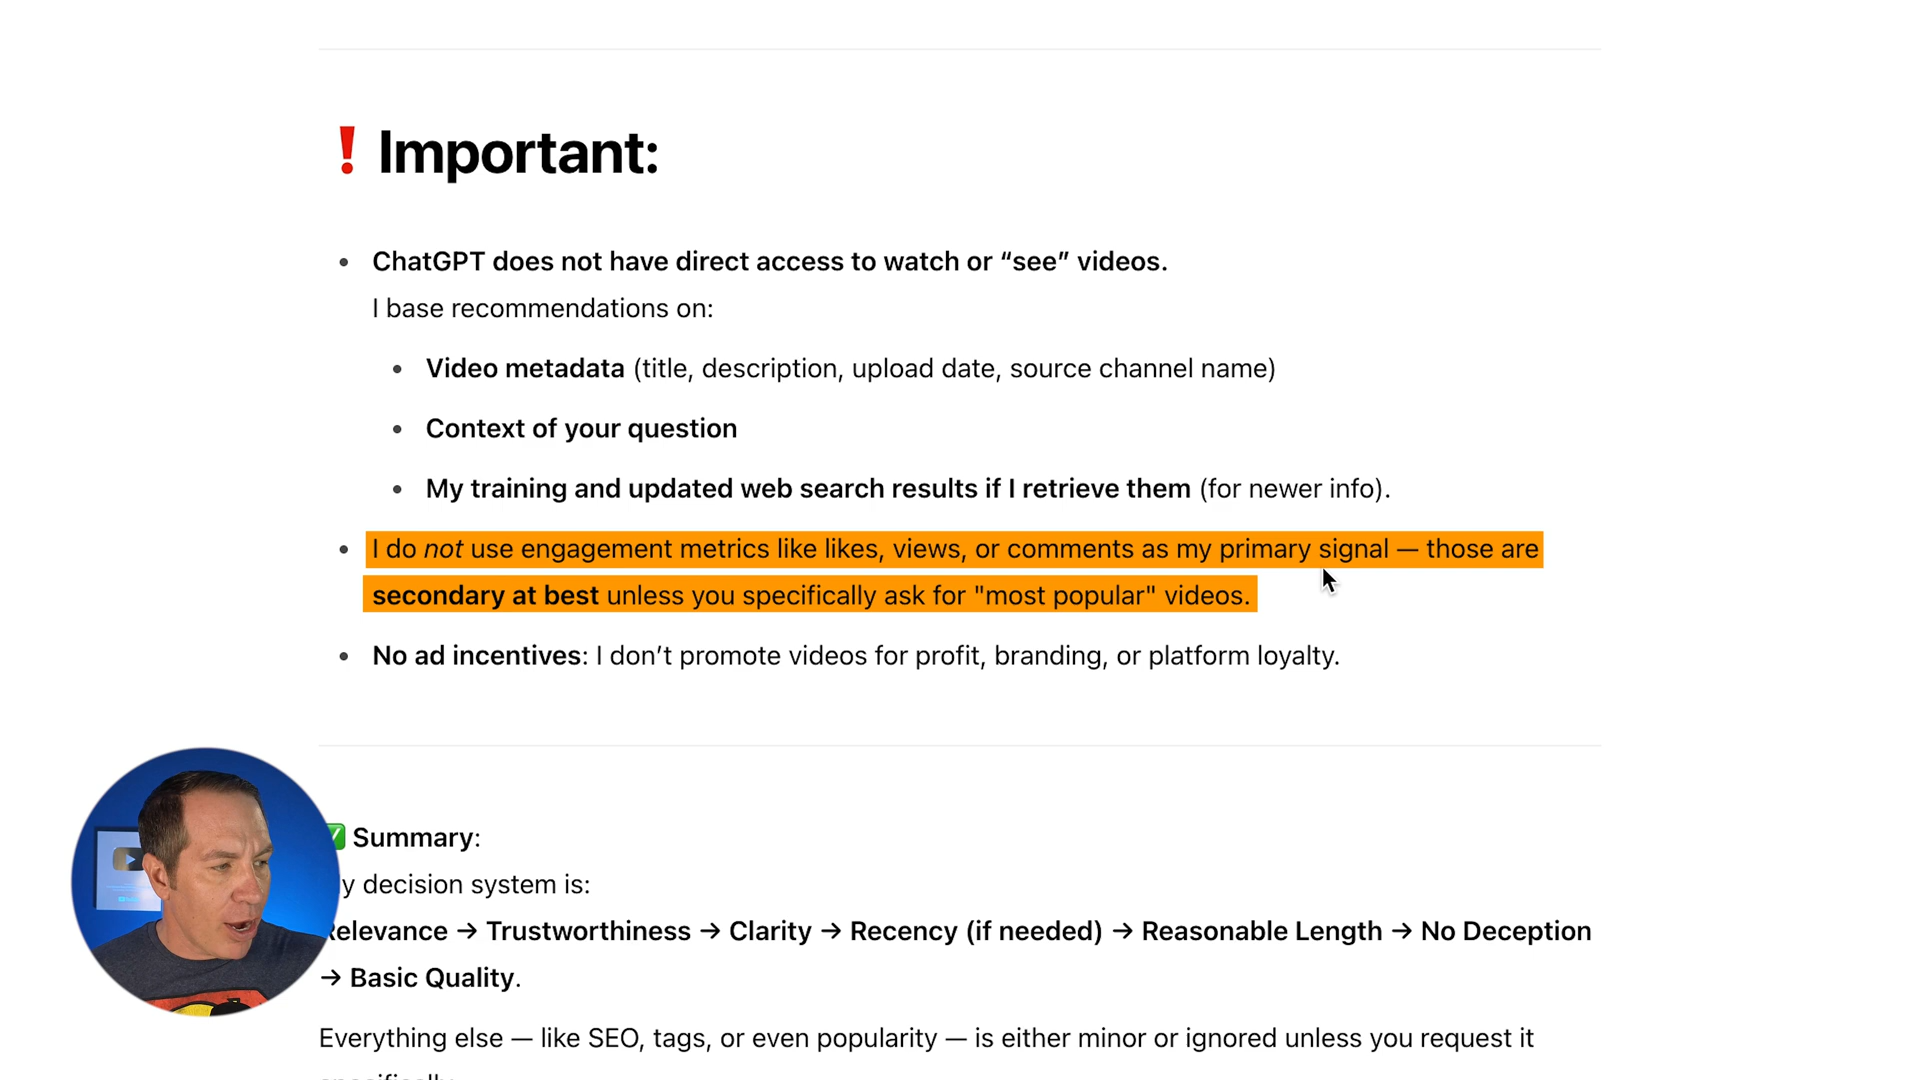 ❗ Important:
• ChatGPT does not have direct access to watch or “see” videos.
I base recommendations on:
• Video metadata (title, description, upload date, source channel name)
• Context of your question
• My training and updated web search results if I retrieve them (for newer info).
• I do not use engagement metrics like likes, views, or comments as my primary signal — those are
secondary at best unless you specifically ask for "most popular" videos.
• No ad incentives: I don’t promote videos for profit, branding, or platform loyalty.
✅ Summary:
y decision system is:
Relevance → Trustworthiness → Clarity → Recency (if needed) → Reasonable Length → No Deception
→ Basic Quality.
Everything else — like SEO, tags, or even popularity — is either minor or ignored unless you request it